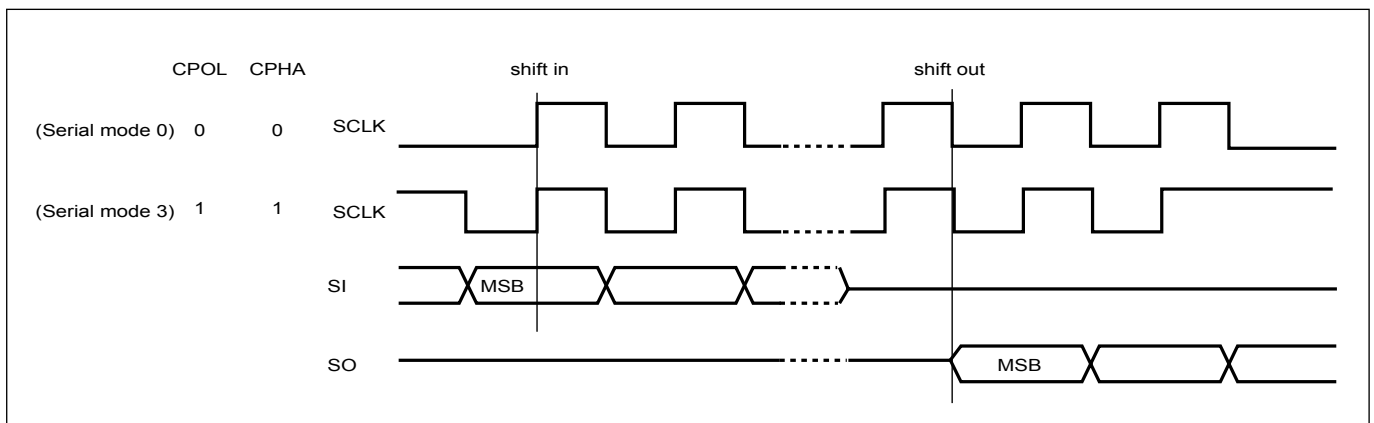 CPOL CPHA shift in shift out
(Serial mode 0) 0 0 SCLK
(Serial mode 3) 1 1 SCLK
SI MSB
SO MSB